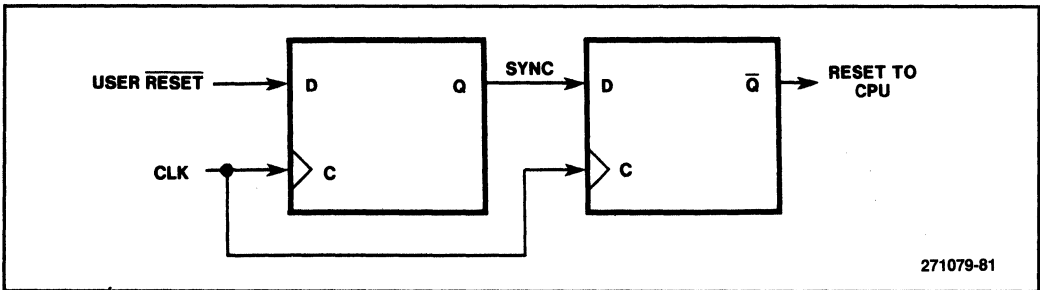 USER RESET
D
Q
SYNC
D
Q
RESET TO
CPU
CLK
C
C
271079-81